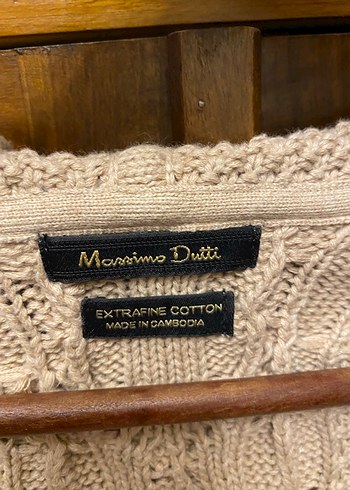 Massimo Dutti
EXTRAFINE COTTON
MADE IN CAMBODIA